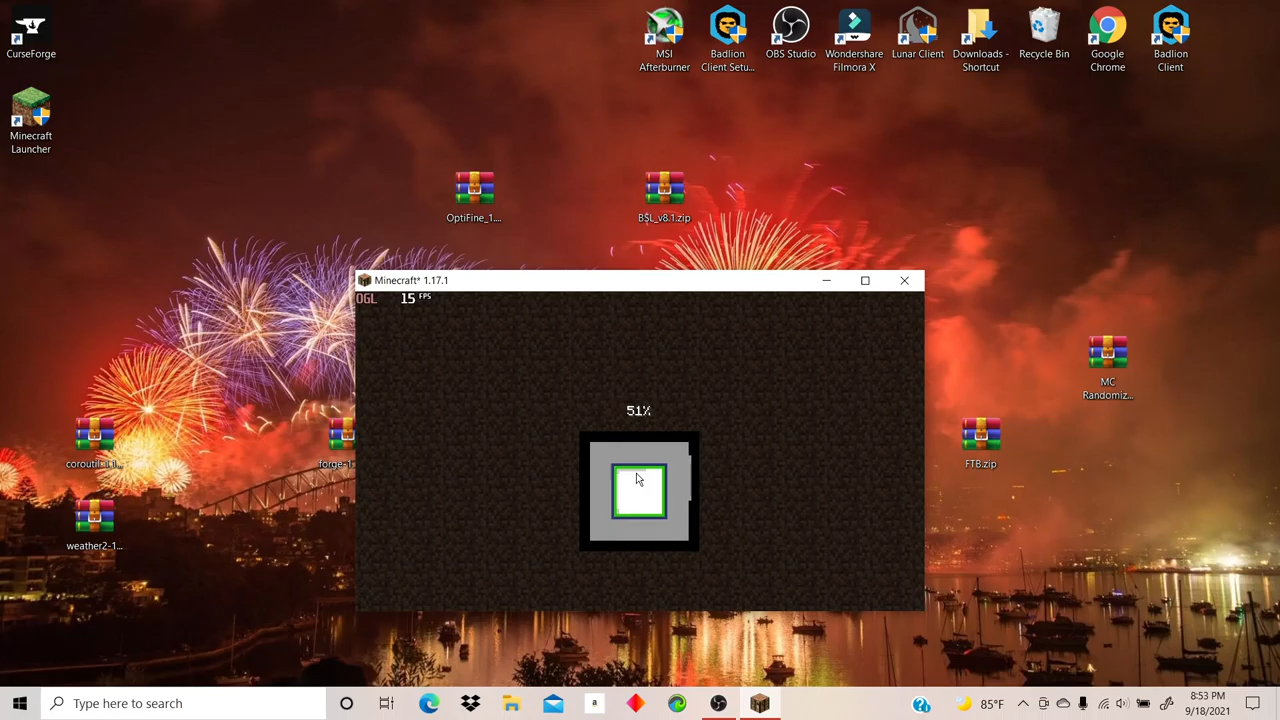 CurseForge
Minecraft
Launcher
MSI
Afterburner
Badlion
Client Setu...
OBS Studio
Wondershare
Filmora X
Lunar Client
Downloads -
Shortcut
Recycle Bin
Google
Chrome
Badlion
Client
OptiFine_1....
B$L_v8.1.zip
Minecraft* 1.17.1
OGL 15 FPS
51%
MC
Randomiz...
coroutil-1.1...
forge-1
FTB.zip
weather2-1...
Type here to search
a
85°F
8:53 PM
9/18/2021